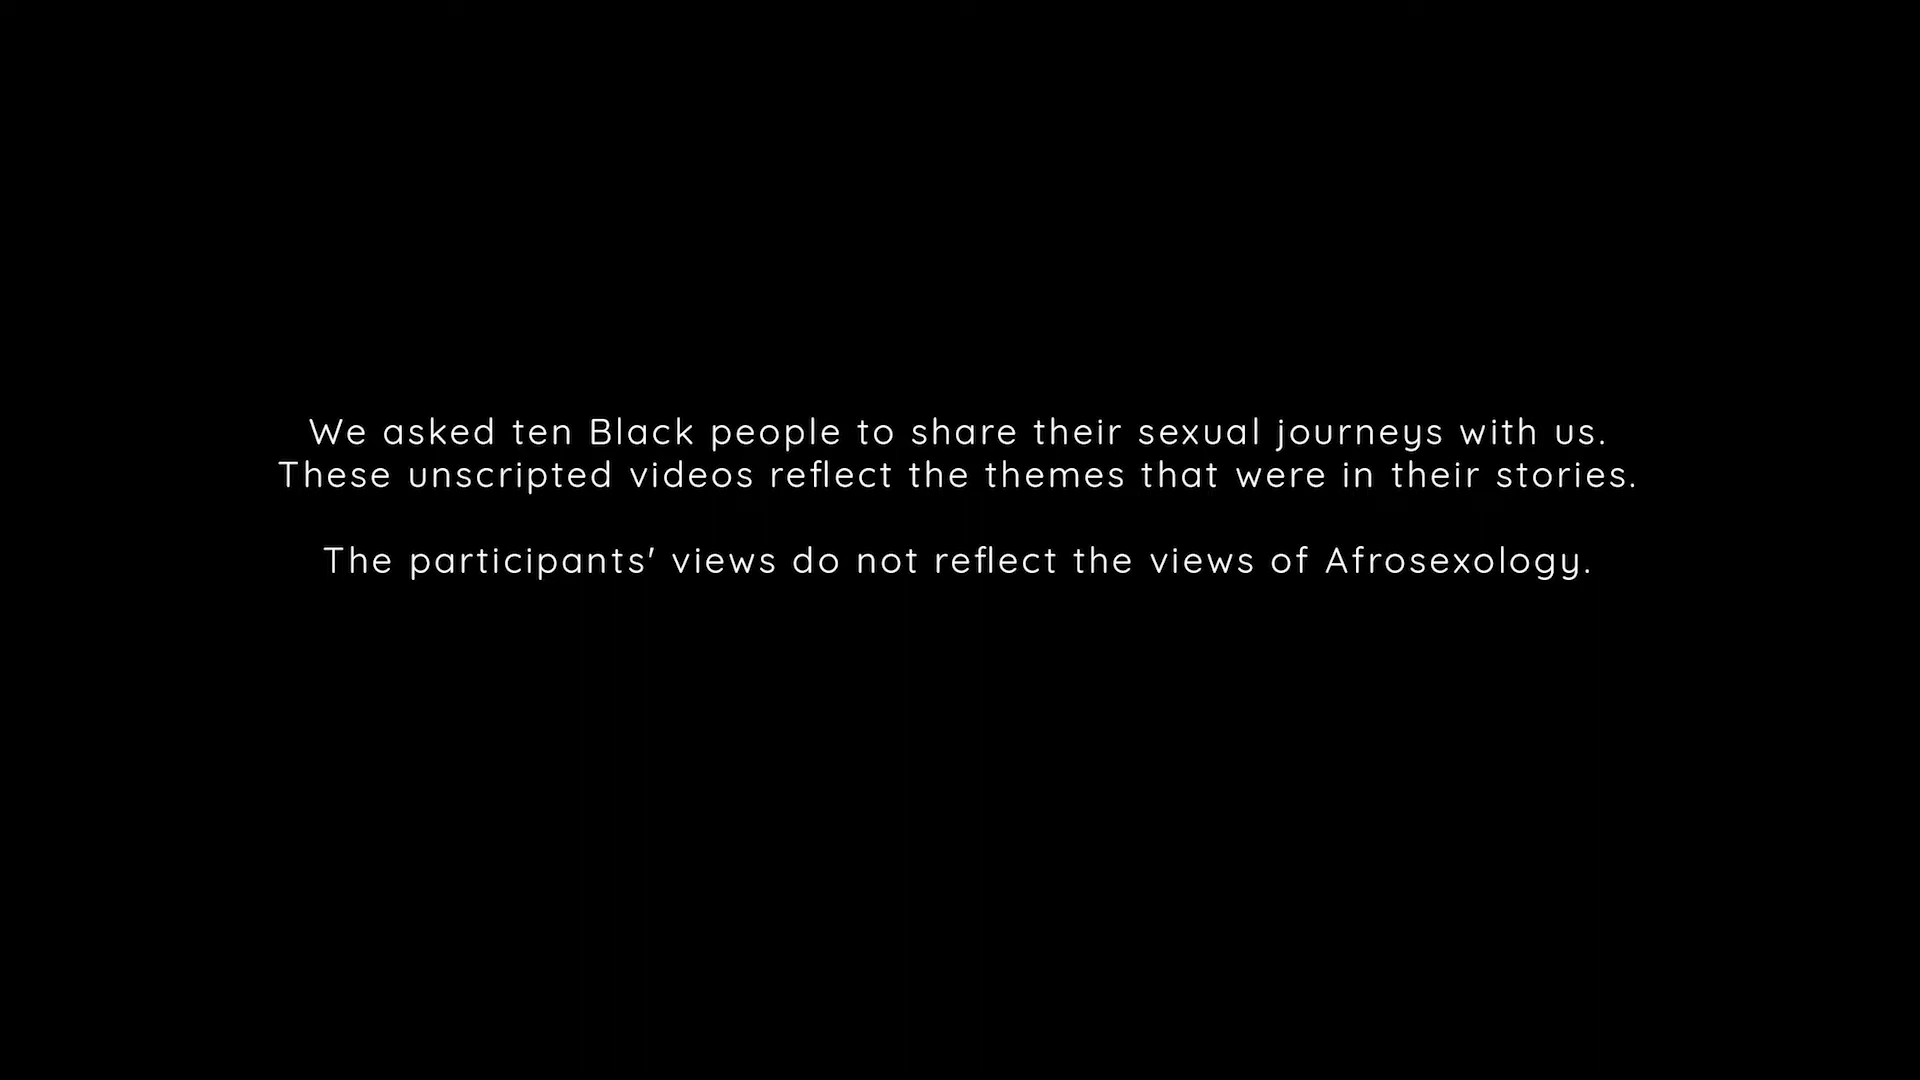 We asked ten Black people to share their sexual journeys with us.
These unscripted videos reflect the themes that were in their stories.
The participants' views do not reflect the views of Afrosexology.